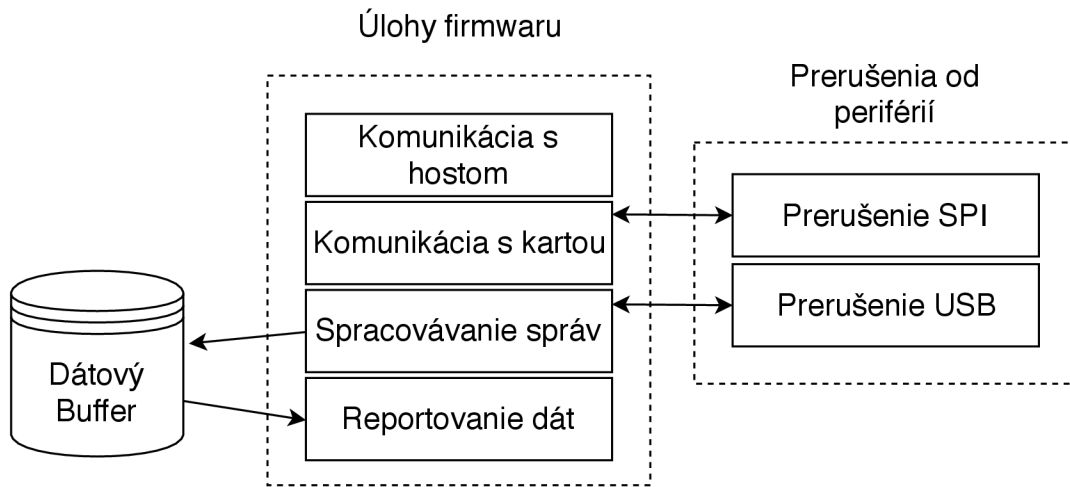 Úlohy firmwaru
Prerušenia od
periférií
Komunikácia s
hostom
Komunikácia s kartou
Spracovávanie správ
Reportovanie dát
Prerušenie SPI
Prerušenie USB
Dátový
Buffer